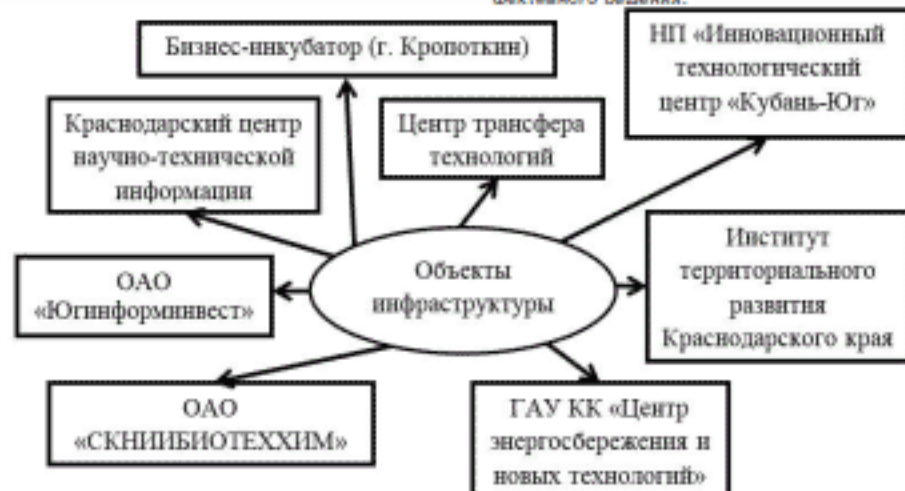 Бизнес-инкубатор (г. Кропоткин)
НП «Инновационный
технологический
центр «Кубань-Юг»
Краснодарский центр
научно-технической
информации
Центр трансфера
технологий
Объекты
инфраструктуры
Институт
территориального
развития
Краснодарского края
ОАО
«Югинформинвест»
ОАО
«СКНИИБИОТЕХХИМ»
ГАУ КК «Центр
энергосбережения и
новых технологий»